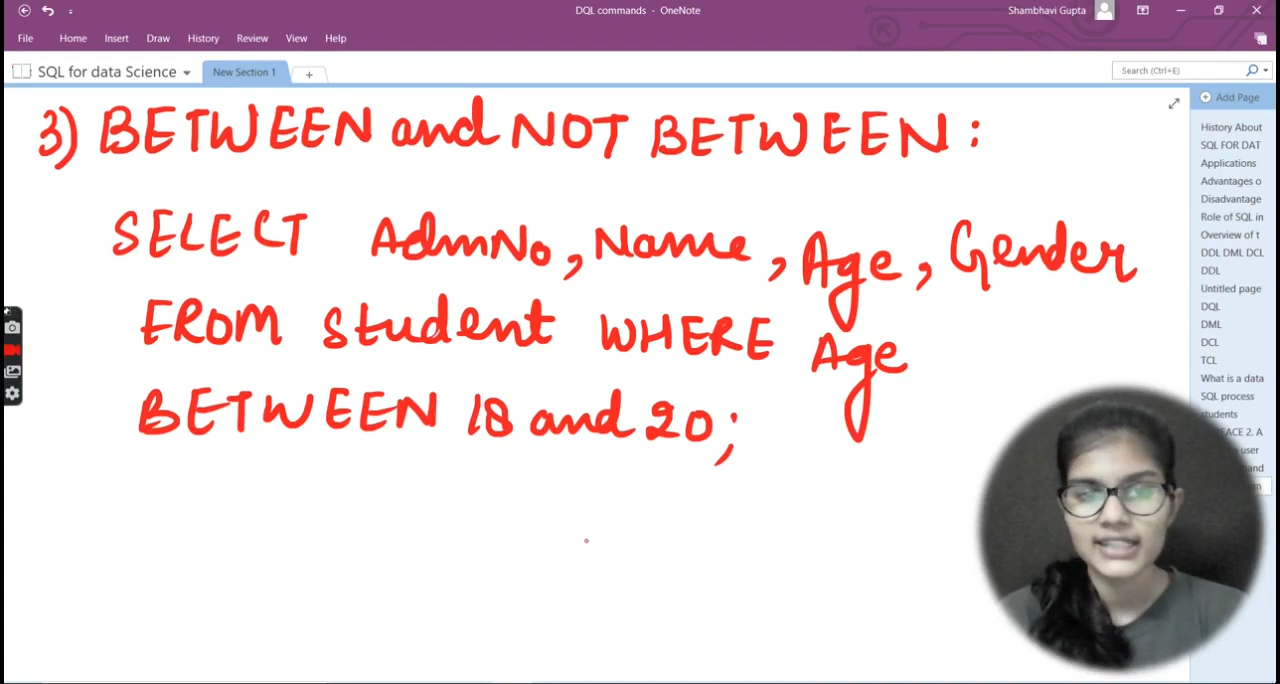 DQL commands - OneNote
Shambhavi Gupta
File Home Insert Draw History Review View Help
SQL for data Science
New Section 1
+
Search (Ctrl+E)
Add Page
3) BETWEEN and NOT BETWEEN:
SELECT AdmNo, Name, Age, Gender
FROM student WHERE Age
BETWEEN 18 and 20;
History About
SQL FOR DAT
Applications
Advantages o
Disadvantage
Role of SQL in
Overview of t
DDL DML DCL
DDL
Untitled page
DQL
DML
DCL
TCL
What is a data
SQL process
students
FACE 2. A
user